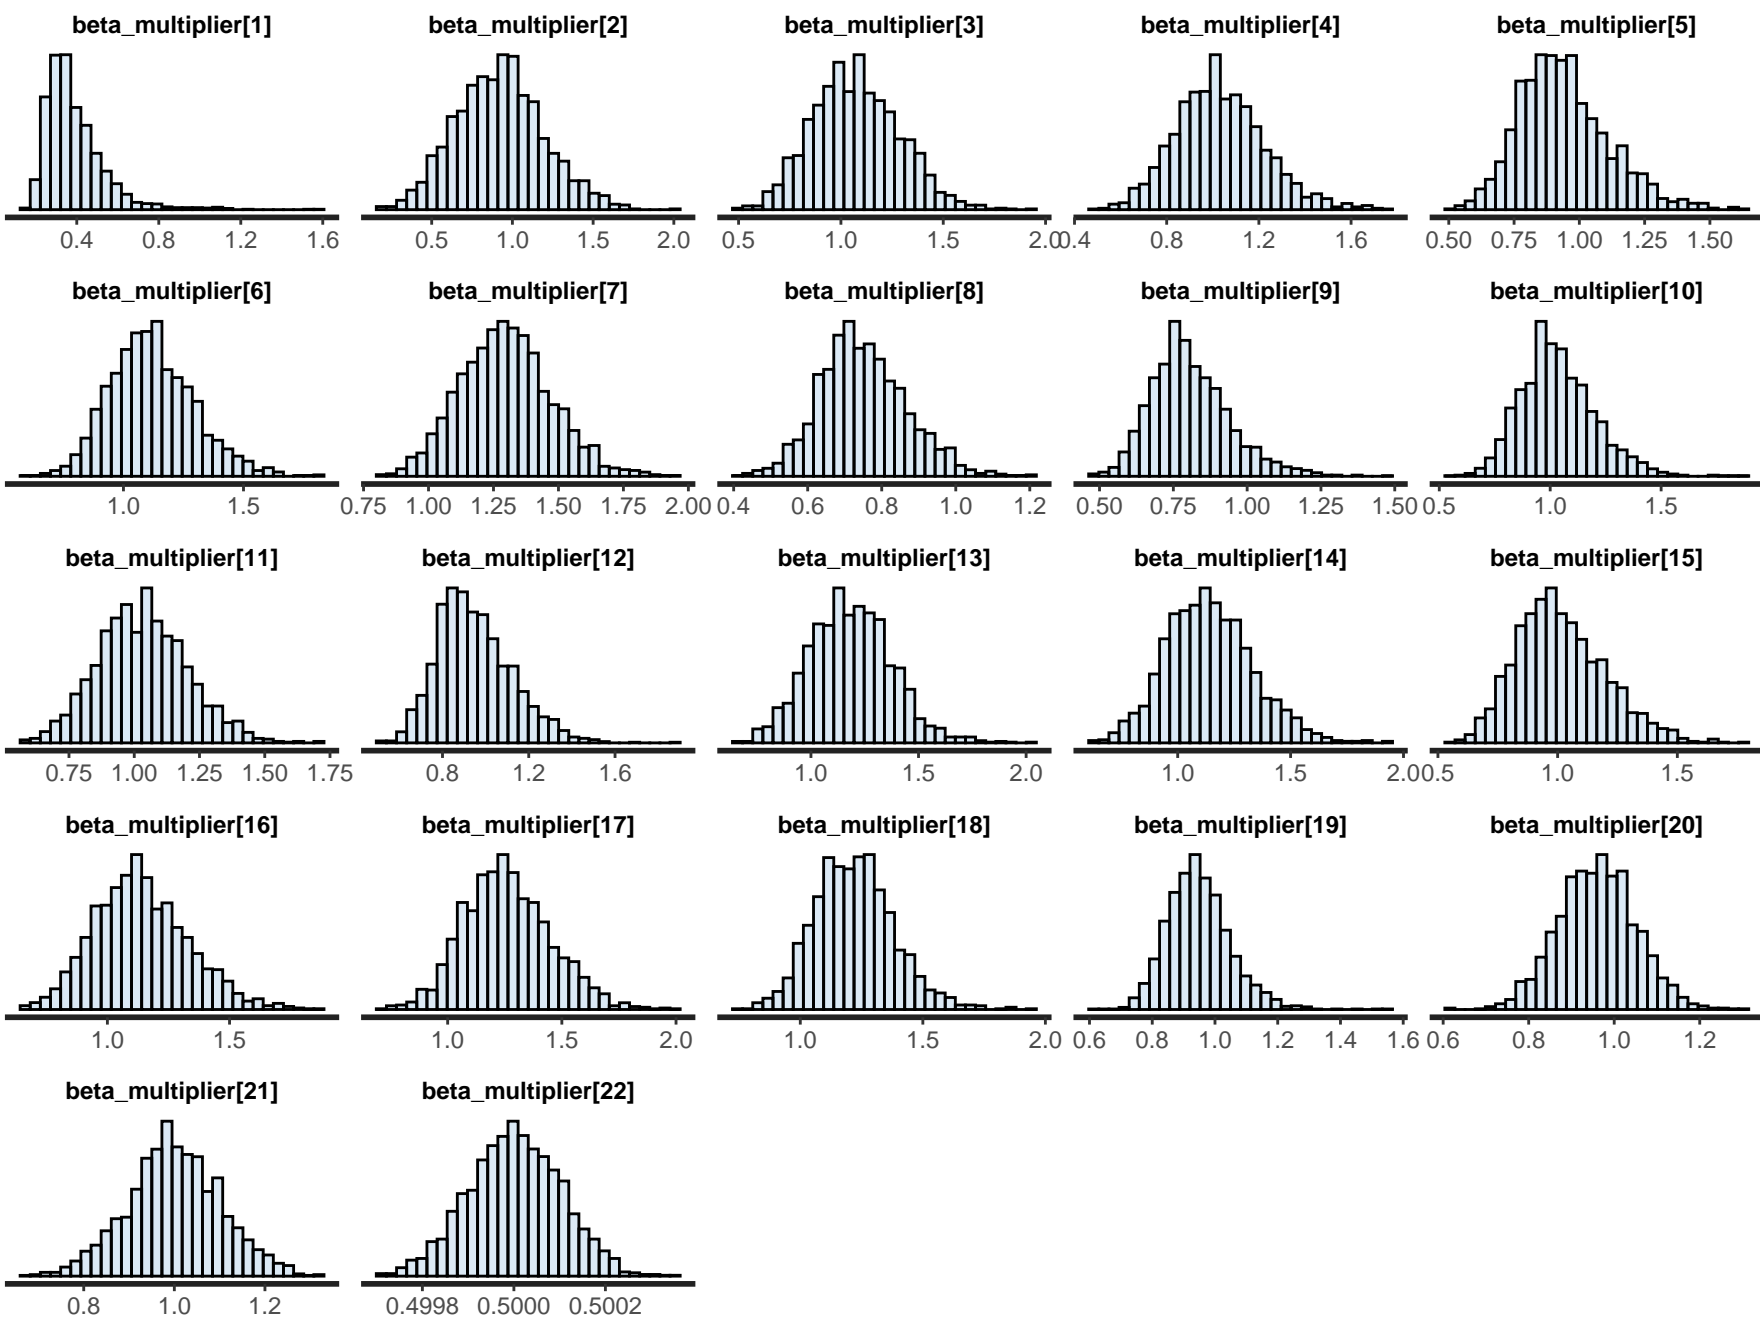 beta_multiplier[1] beta_multiplier[2] beta_multiplier[3] beta_multiplier[4] beta_multiplier[5]
0.4 0.8 1.2 1.6 0.5 1.0 1.5 2.0 0.5 1.0 1.5 2.0 0.4 0.8 1.2 1.6 0.50 0.75 1.00 1.25 1.50
beta_multiplier[6] beta_multiplier[7] beta_multiplier[8] beta_multiplier[9] beta_multiplier[10]
1.0 1.5 0.75 1.00 1.25 1.50 1.75 2.00 0.4 0.6 0.8 1.0 1.2 0.50 0.75 1.00 1.25 1.50 0.5 1.0 1.5
beta_multiplier[11] beta_multiplier[12] beta_multiplier[13] beta_multiplier[14] beta_multiplier[15]
0.75 1.00 1.25 1.50 1.75 0.8 1.2 1.6 1.0 1.5 2.0 1.0 1.5 2.0 0.5 1.0 1.5
beta_multiplier[16] beta_multiplier[17] beta_multiplier[18] beta_multiplier[19] beta_multiplier[20]
1.0 1.5 1.0 1.5 2.0 1.0 1.5 2.0 0.6 0.8 1.0 1.2 1.4 1.6 0.6 0.8 1.0 1.2
beta_multiplier[21] beta_multiplier[22]
0.8 1.0 1.2 0.4998 0.5000 0.5002